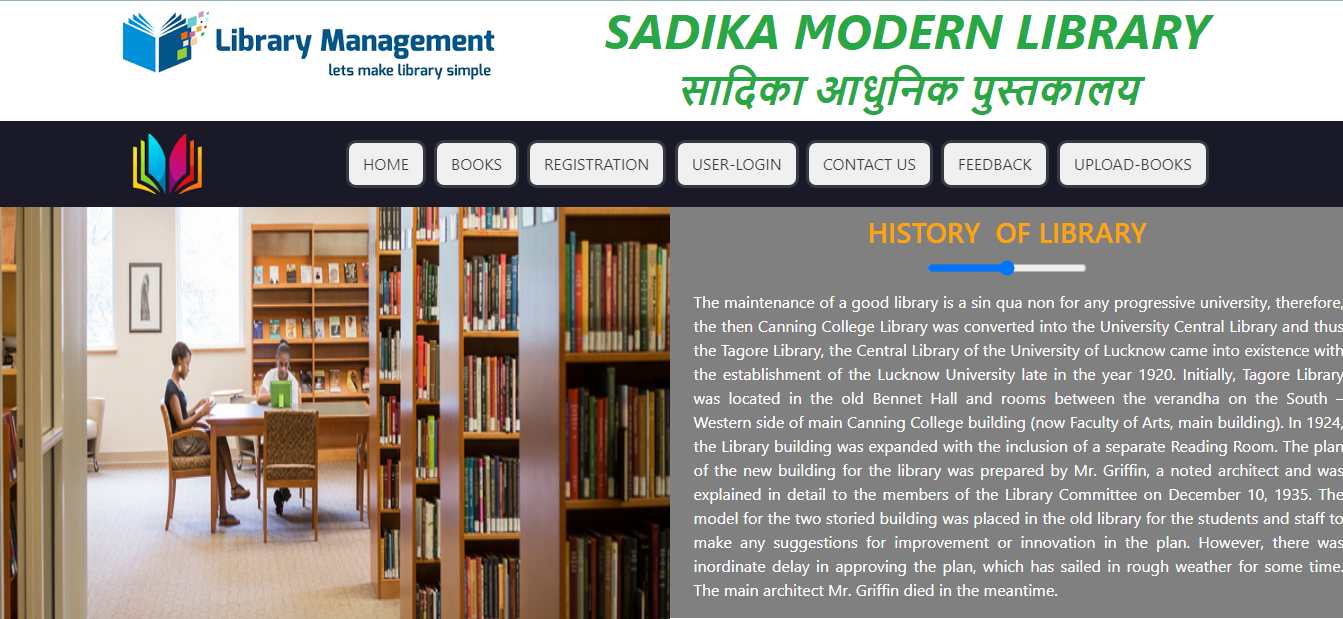 Library Management
lets make library simple
SADIKA MODERN LIBRARY
सादिका आधुनिक पुस्तकालय
HOME
BOOKS
REGISTRATION
USER-LOGIN
CONTACT US
FEEDBACK
UPLOAD-BOOKS
HISTORY OF LIBRARY
The maintenance of a good library is a sin qua non for any progressive university, therefore,
the then Canning College Library was converted into the University Central Library and thus
the Tagore Library, the Central Library of the University of Lucknow came into existence with
the establishment of the Lucknow University late in the year 1920. Initially, Tagore Library
was located in the old Bennet Hall and rooms between the verandha on the South –
Western side of main Canning College building (now Faculty of Arts, main building). In 1924,
the Library building was expanded with the inclusion of a separate Reading Room. The plan
of the new building for the library was prepared by Mr. Griffin, a noted architect and was
explained in detail to the members of the Library Committee on December 10, 1935. The
model for the two storied building was placed in the old library for the students and staff to
make any suggestions for improvement or innovation in the plan. However, there was
inordinate delay in approving the plan, which has sailed in rough weather for some time.
The main architect Mr. Griffin died in the meantime.